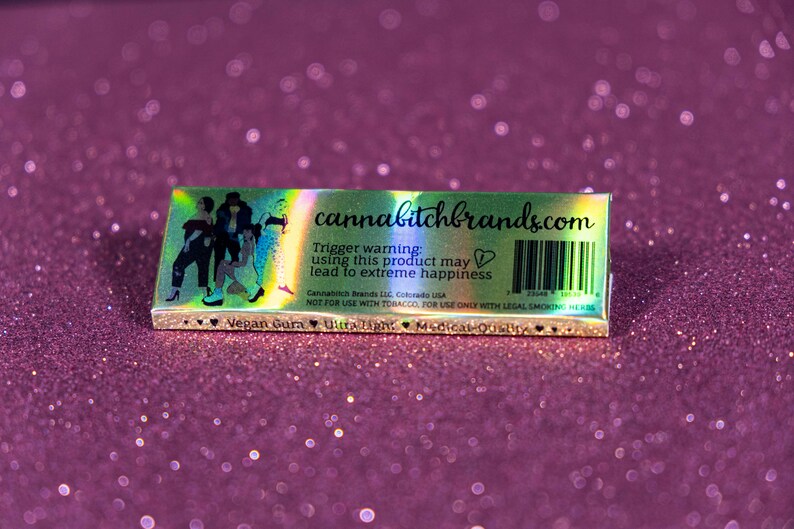 cannabitchbrands.com
Trigger warning:
using this product may
lead to extreme happiness
Cannabitch Brands LLC, Colorado USA
NOT FOR USE WITH TOBACCO, FOR USE ONLY WITH LEGAL SMOKING HERBS
Vegan Gum ♥ Ultra Light ♥ Medical-Quality